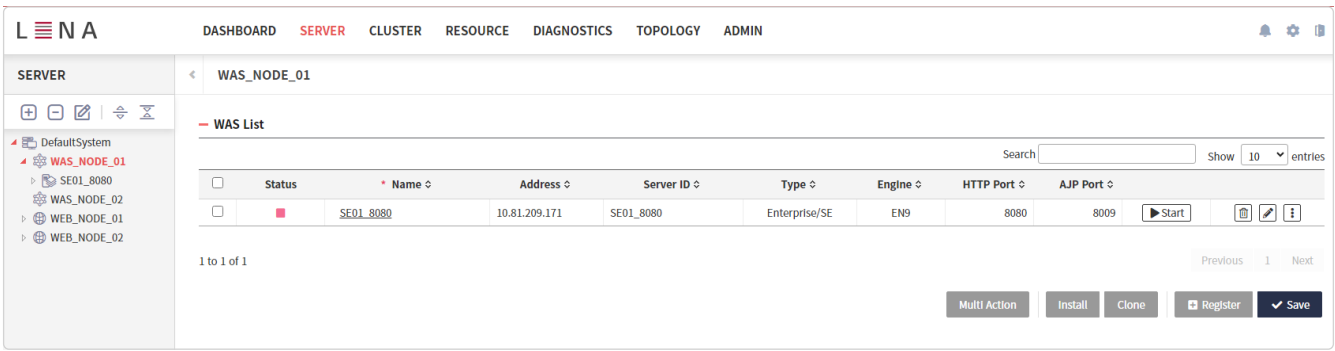 LENA
DASHBOARD SERVER CLUSTER RESOURCE DIAGNOSTICS TOPOLOGY ADMIN
SERVER
WAS_NODE_01
DefaultSystem
WAS_NODE_01
SE01_8080
WAS_NODE_02
WEB_NODE_01
WEB_NODE_02
WAS List
Search
Show 10 entries
Status * Name Address Server ID Type Engine HTTP Port AJP Port
SE01_8080 10.81.209.171 SE01_8080 Enterprise/SE EN9 8080 8009 Start
1 to 1 of 1
Previous 1 Next
Multi Action Install Clone Register Save